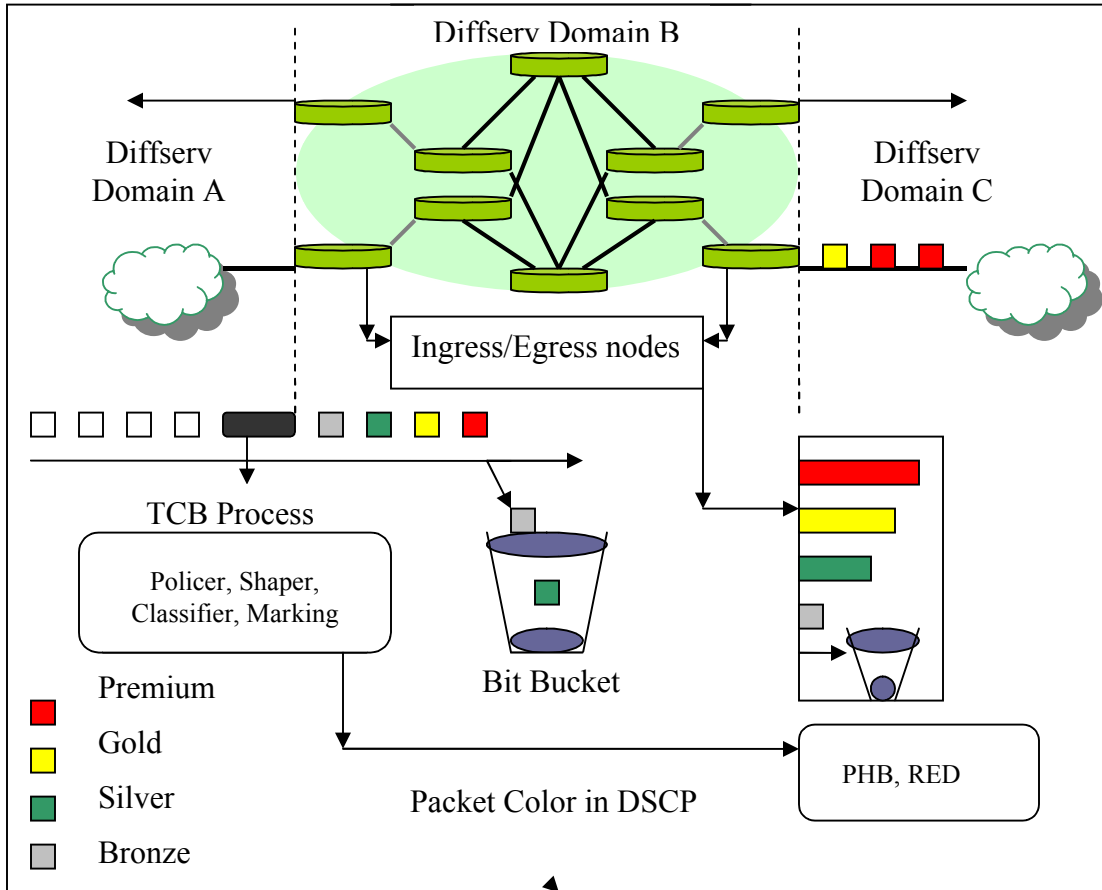 Diffserv Domain B
Diffserv
Domain A
Diffserv
Domain C
Ingress/Egress nodes
TCB Process
Policer, Shaper,
Classifier, Marking
Bit Bucket
Premium
Gold
Silver
Bronze
Packet Color in DSCP
PHB, RED